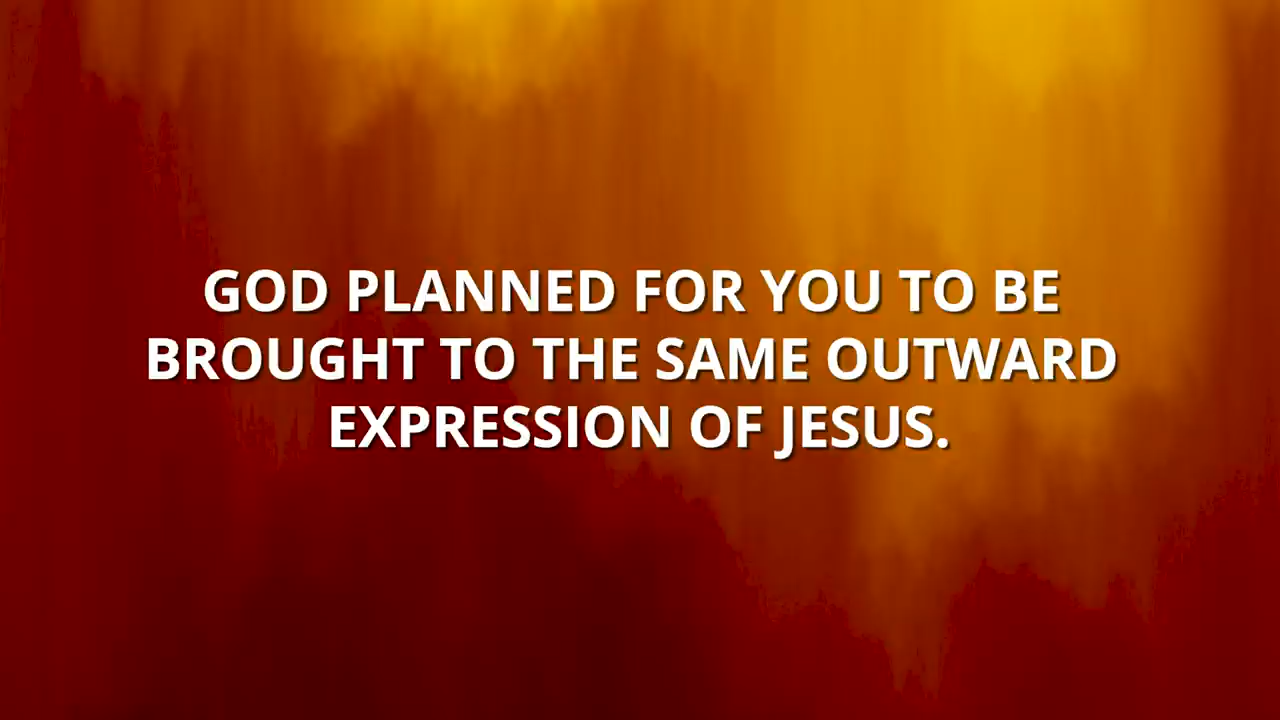 GOD PLANNED FOR YOU TO BE
BROUGHT TO THE SAME OUTWARD
EXPRESSION OF JESUS.